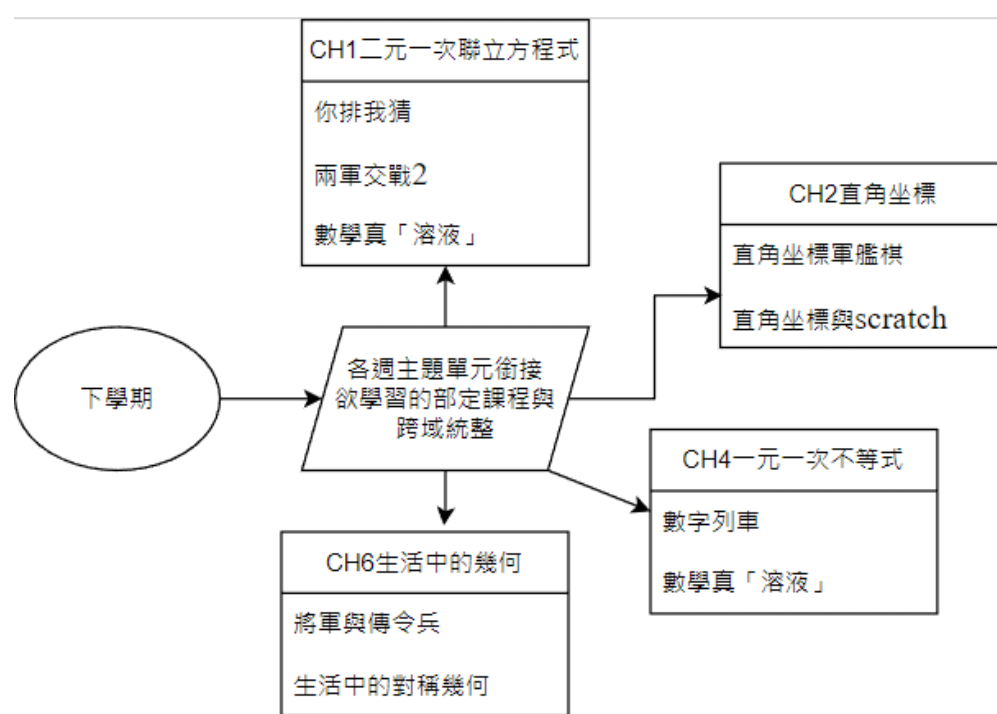 CH1二元一次聯立方程式
你排我猜
兩軍交戰2
數學真「溶液」
CH2直角坐標
直角坐標軍艦棋
直角坐標與scratch
下學期
各週主題單元銜接
欲學習的部定課程與
跨域統整
CH4一元一次不等式
數字列車
數學真「溶液」
CH6生活中的幾何
將軍與傳令兵
生活中的對稱幾何